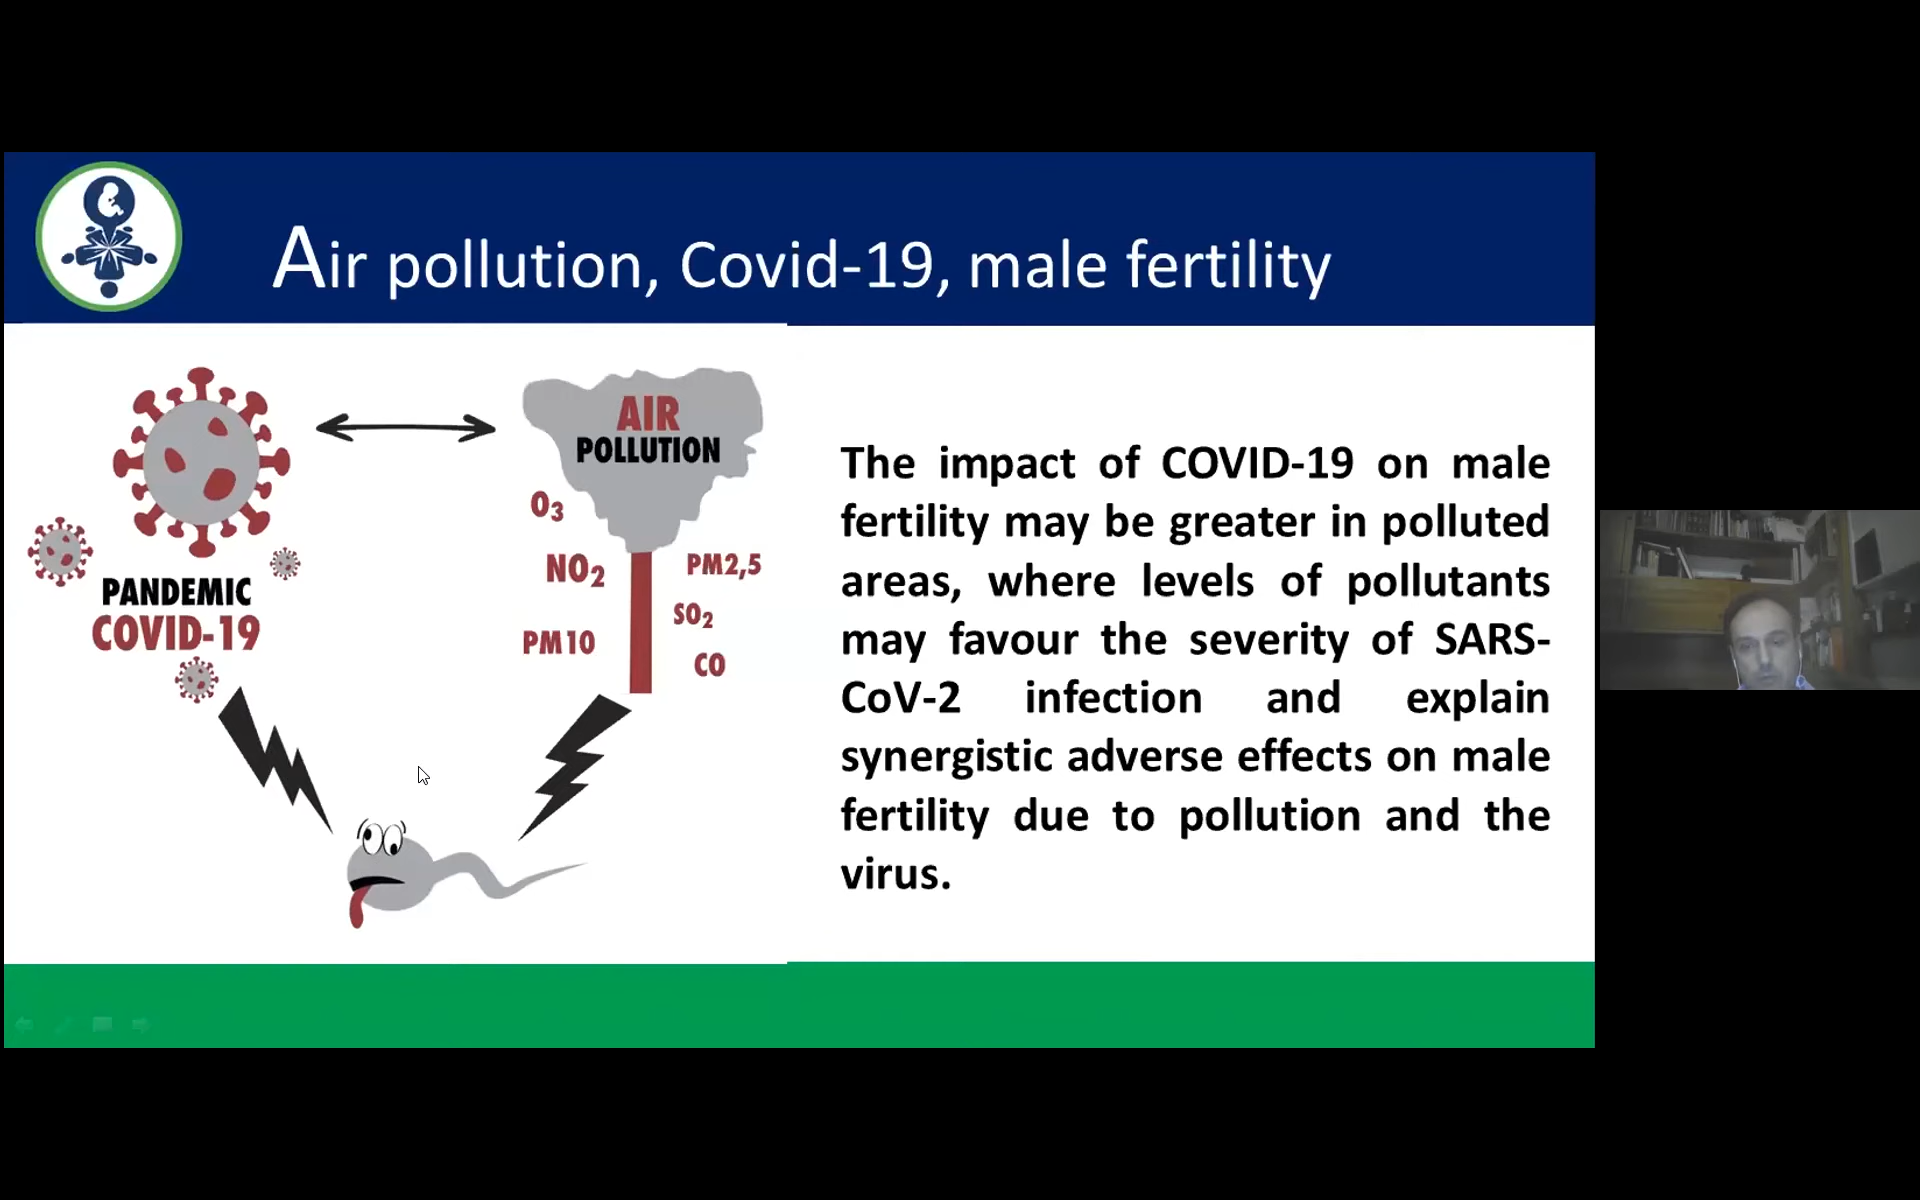 Air pollution, Covid-19, male fertility
AIR
POLLUTION
O3
NO2
PM2,5
SO2
PM10
CO
PANDEMIC
COVID-19
The impact of COVID-19 on male
fertility may be greater in polluted
areas, where levels of pollutants
may favour the severity of SARS-
CoV-2 infection and explain
synergistic adverse effects on male
fertility due to pollution and the
virus.